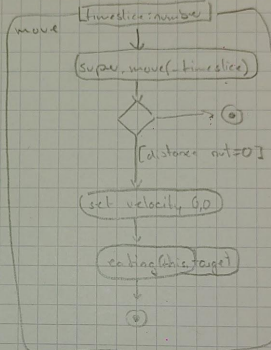 [timeslice:number]
move
super.move(-timeslice)
?
[distance out=0]
set velocity 0,0
eating(this.target